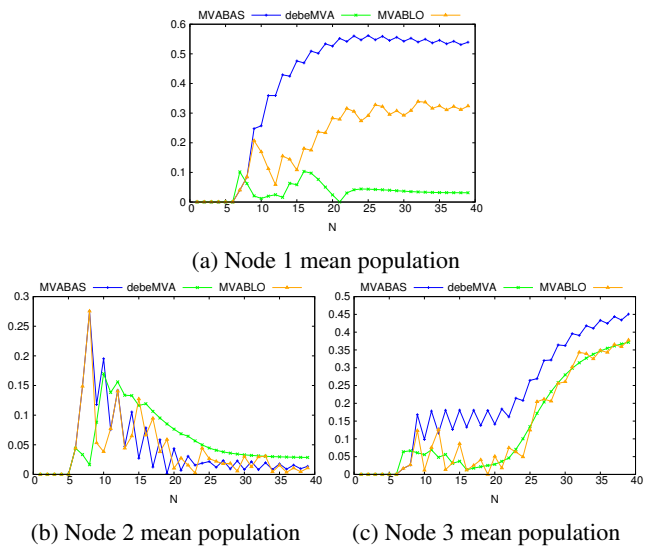 MVABAS debeMVA MVABLO
0.6
0.5
0.4
0.3
0.2
0.1
0
0 5 10 15 20 25 30 35 40
N
(a) Node 1 mean population
MVABAS debeMVA MVABLO
0.3
0.25
0.2
0.15
0.1
0.05
0
0 5 10 15 20 25 30 35 40
N
(b) Node 2 mean population
MVABAS debeMVA MVABLO
0.5
0.45
0.4
0.35
0.3
0.25
0.2
0.15
0.1
0.05
0
0 5 10 15 20 25 30 35 40
N
(c) Node 3 mean population